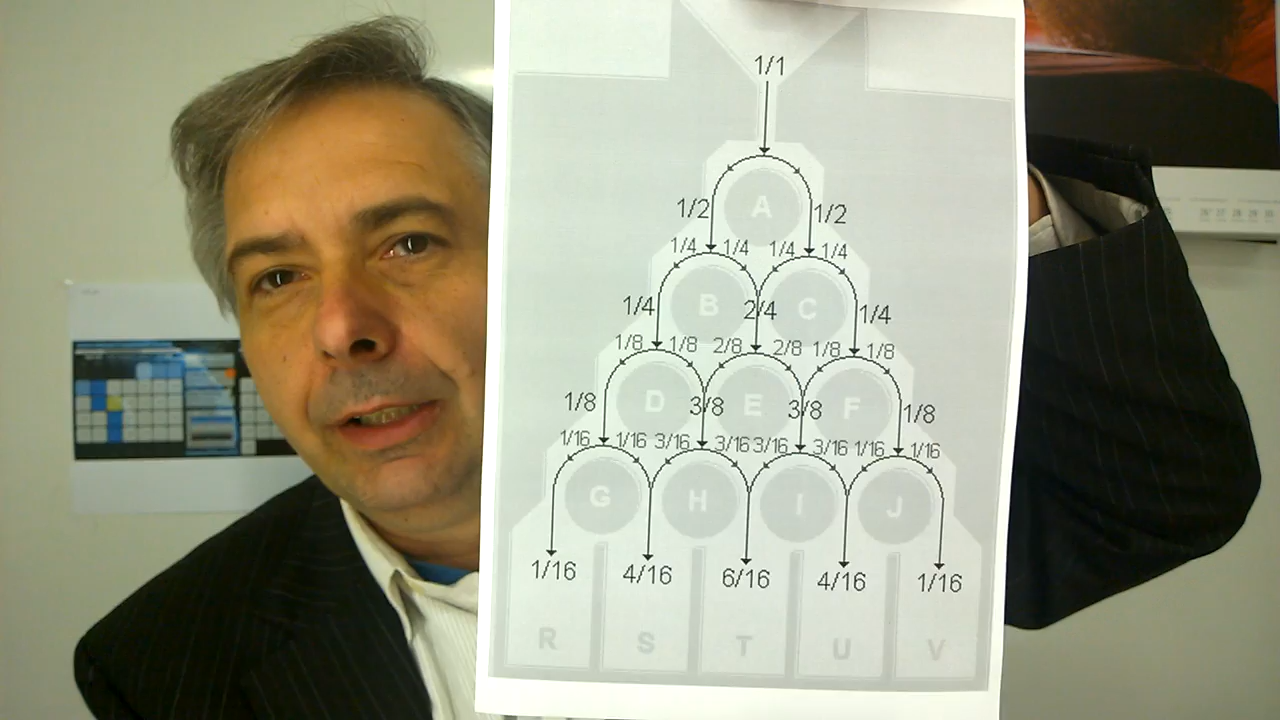 1/1
A
1/2 1/2
1/4 1/4 1/4 1/4
B C
1/4 2/4 1/4
1/8 1/8 2/8 2/8 1/8 1/8
D E F
1/8 3/8 3/8 1/8
1/16 1/16 3/16 3/16 3/16 3/16 1/16 1/16
G H I J
1/16 4/16 6/16 4/16 1/16
R S T U V